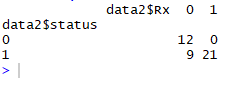 data2$Rx 0 1
data2$status
0 12 0
1 9 21
>